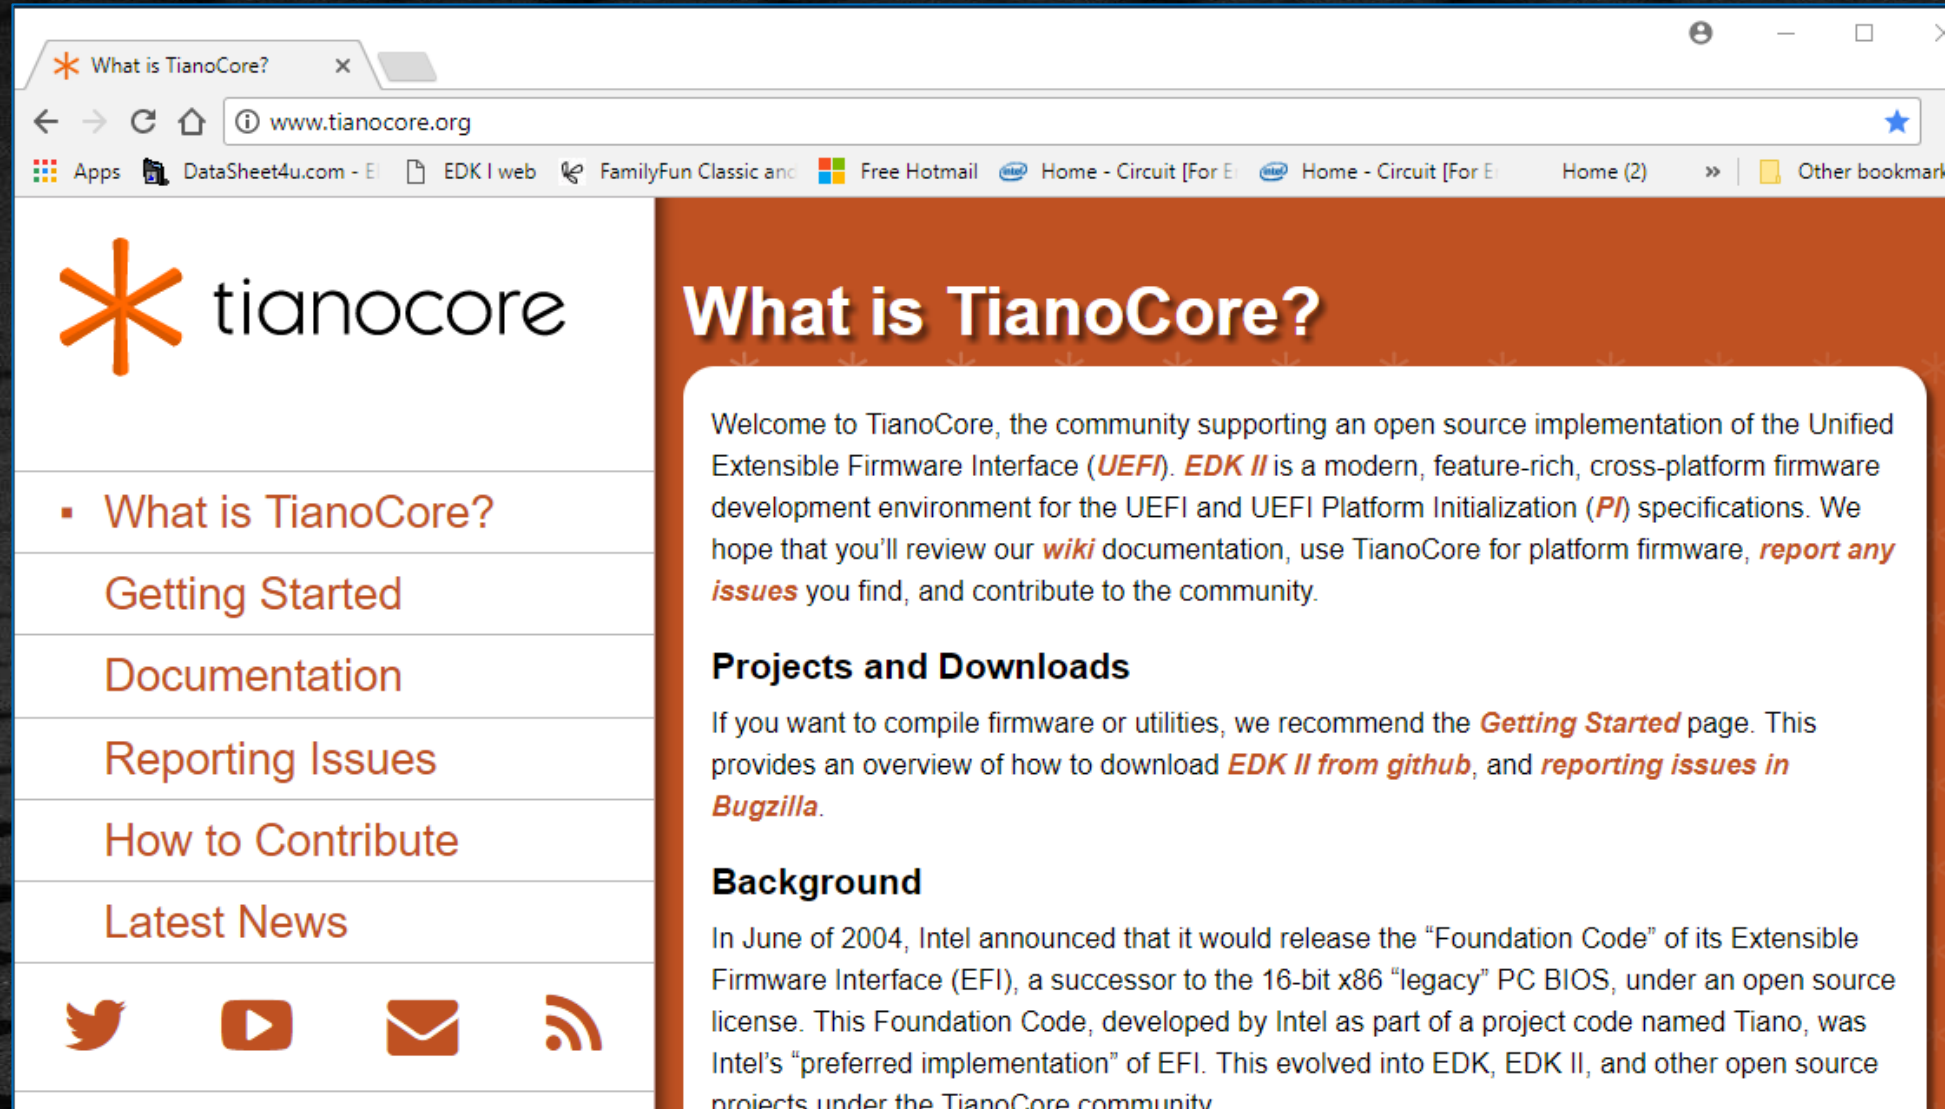 What is TianoCore?
www.tianocore.org
Apps DataSheet4u.com - El EDK I web FamilyFun Classic and Free Hotmail Home - Circuit [For En Home - Circuit [For E Home (2) » Other bookmark
tianocore
What is TianoCore?
Getting Started
Documentation
Reporting Issues
How to Contribute
Latest News
What is TianoCore?
Welcome to TianoCore, the community supporting an open source implementation of the Unified
Extensible Firmware Interface (UEFI). EDK II is a modern, feature-rich, cross-platform firmware
development environment for the UEFI and UEFI Platform Initialization (PI) specifications. We
hope that you’ll review our wiki documentation, use TianoCore for platform firmware, report any
issues you find, and contribute to the community.
Projects and Downloads
If you want to compile firmware or utilities, we recommend the Getting Started page. This
provides an overview of how to download EDK II from github, and reporting issues in
Bugzilla.
Background
In June of 2004, Intel announced that it would release the “Foundation Code” of its Extensible
Firmware Interface (EFI), a successor to the 16-bit x86 “legacy” PC BIOS, under an open source
license. This Foundation Code, developed by Intel as part of a project code named Tiano, was
Intel’s “preferred implementation” of EFI. This evolved into EDK, EDK II, and other open source
projects under the TianoCore community.